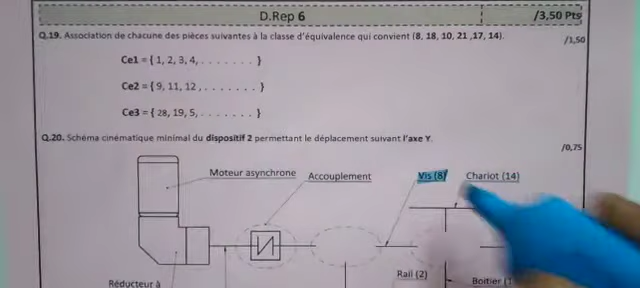 D.Rep 6
/3,50 Pts
Q.19. Association de chacune des pièces suivantes à la classe d'équivalence qui convient (8, 18, 10, 21 ,17, 14).
/1,50
Ce1 = { 1, 2, 3, 4, . . . . . . . }
Ce2 = { 9, 11, 12 , . . . . . . . }
Ce3 = { 28, 19, 5, . . . . . . . }
Q.20. Schéma cinématique minimal du dispositif 2 permettant le déplacement suivant l'axe Y.
/0,75
Moteur asynchrone
Accouplement
Vis (8)
Chariot (14)
Rail (2)
Boitier
Réducteur à